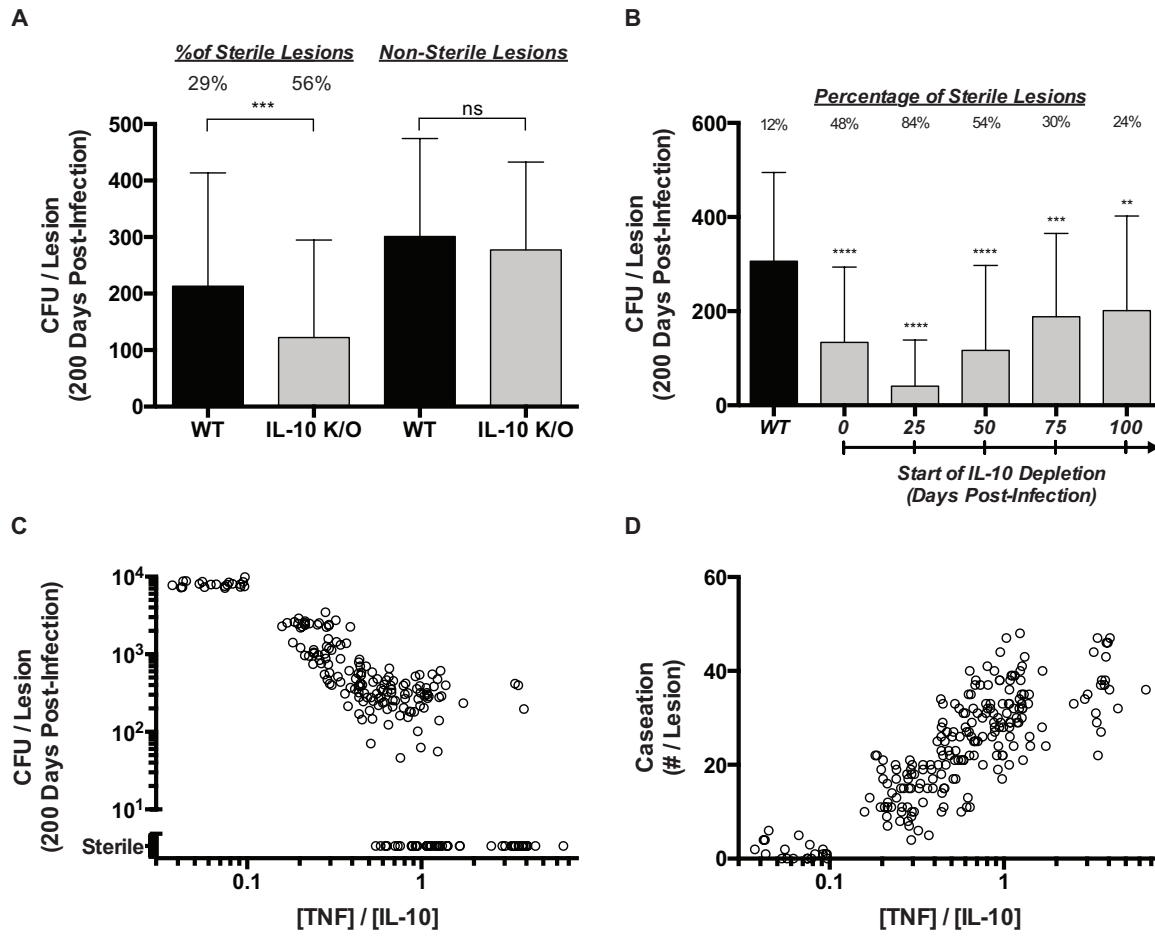 A
%of Sterile Lesions
Non-Sterile Lesions
29%
56%
***
ns
500
400
300
200
100
0
CFU / Lesion
(200 Days Post-Infection)
WT
IL-10 K/O
WT
IL-10 K/O
B
Percentage of Sterile Lesions
12%
48%
84%
54%
30%
24%
600
400
200
0
CFU / Lesion
(200 Days Post-Infection)
****
****
****
***
**
WT
0
25
50
75
100
Start of IL-10 Depletion
(Days Post-Infection)
C
CFU / Lesion
(200 Days Post-Infection)
10⁴
10³
10²
10¹
Sterile
0.1
1
[TNF] / [IL-10]
D
Caseation
(# / Lesion)
60
40
20
0
0.1
1
[TNF] / [IL-10]